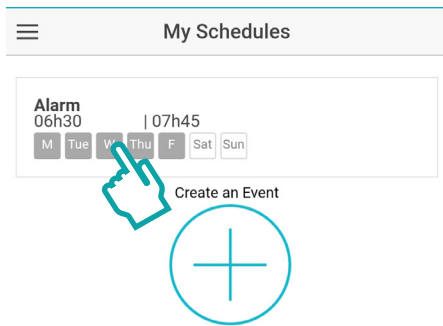 My Schedules
Alarm
06h30 | 07h45
M Tue W Thu F Sat Sun
Create an Event